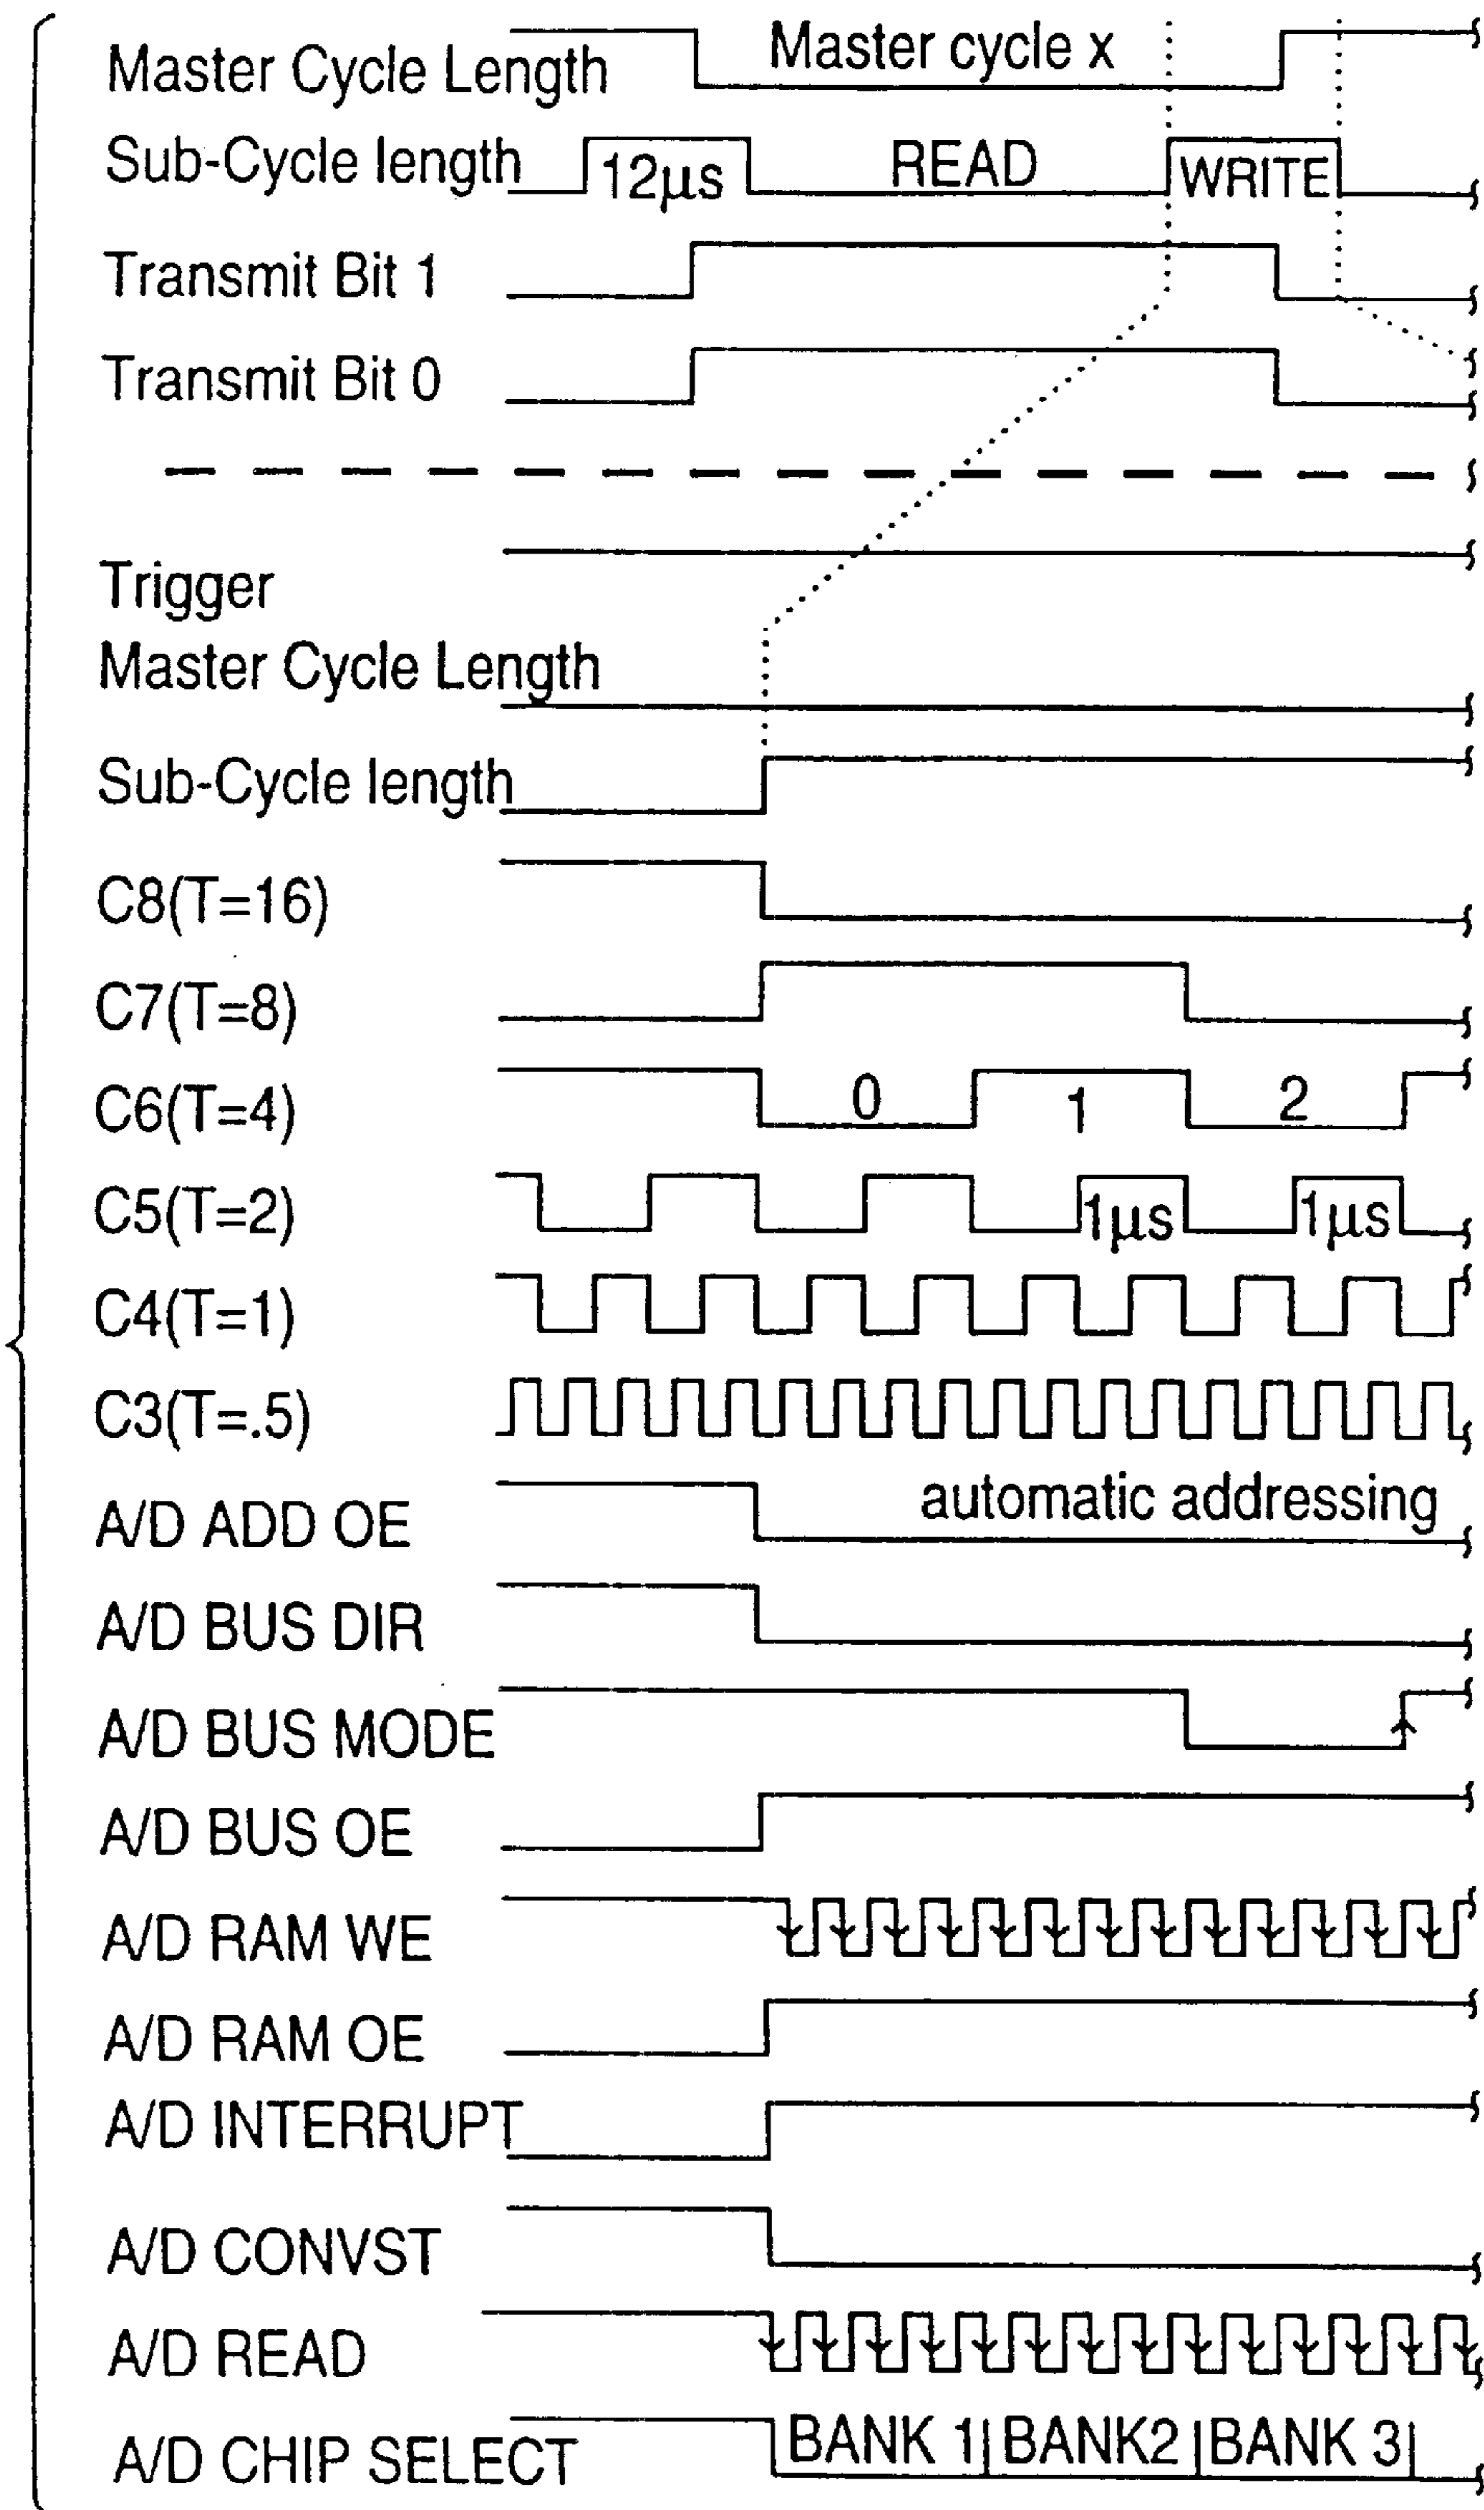 Master Cycle Length Master cycle x
Sub-Cycle length 12µs READ WRITE
Transmit Bit 1
Transmit Bit 0
Trigger
Master Cycle Length
Sub-Cycle length
C8(T=16)
C7(T=8)
C6(T=4) 0 1 2
C5(T=2) 1µs 1µs
C4(T=1)
C3(T=.5)
A/D ADD OE automatic addressing
A/D BUS DIR
A/D BUS MODE
A/D BUS OE
A/D RAM WE
A/D RAM OE
A/D INTERRUPT
A/D CONVST
A/D READ
A/D CHIP SELECT BANK 1 BANK2 BANK 3